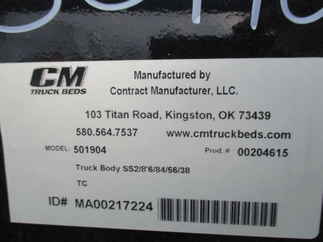 CM
TRUCK BEDS
Manufactured by
Contract Manufacturer, LLC.
103 Titan Road, Kingston, OK 73439
580.564.7537 www.cmtruckbeds.com
MODEL: 501904 Prod. # 00204615
Truck Body SS2/8'6/84/56/38
TC
ID# MA00217224